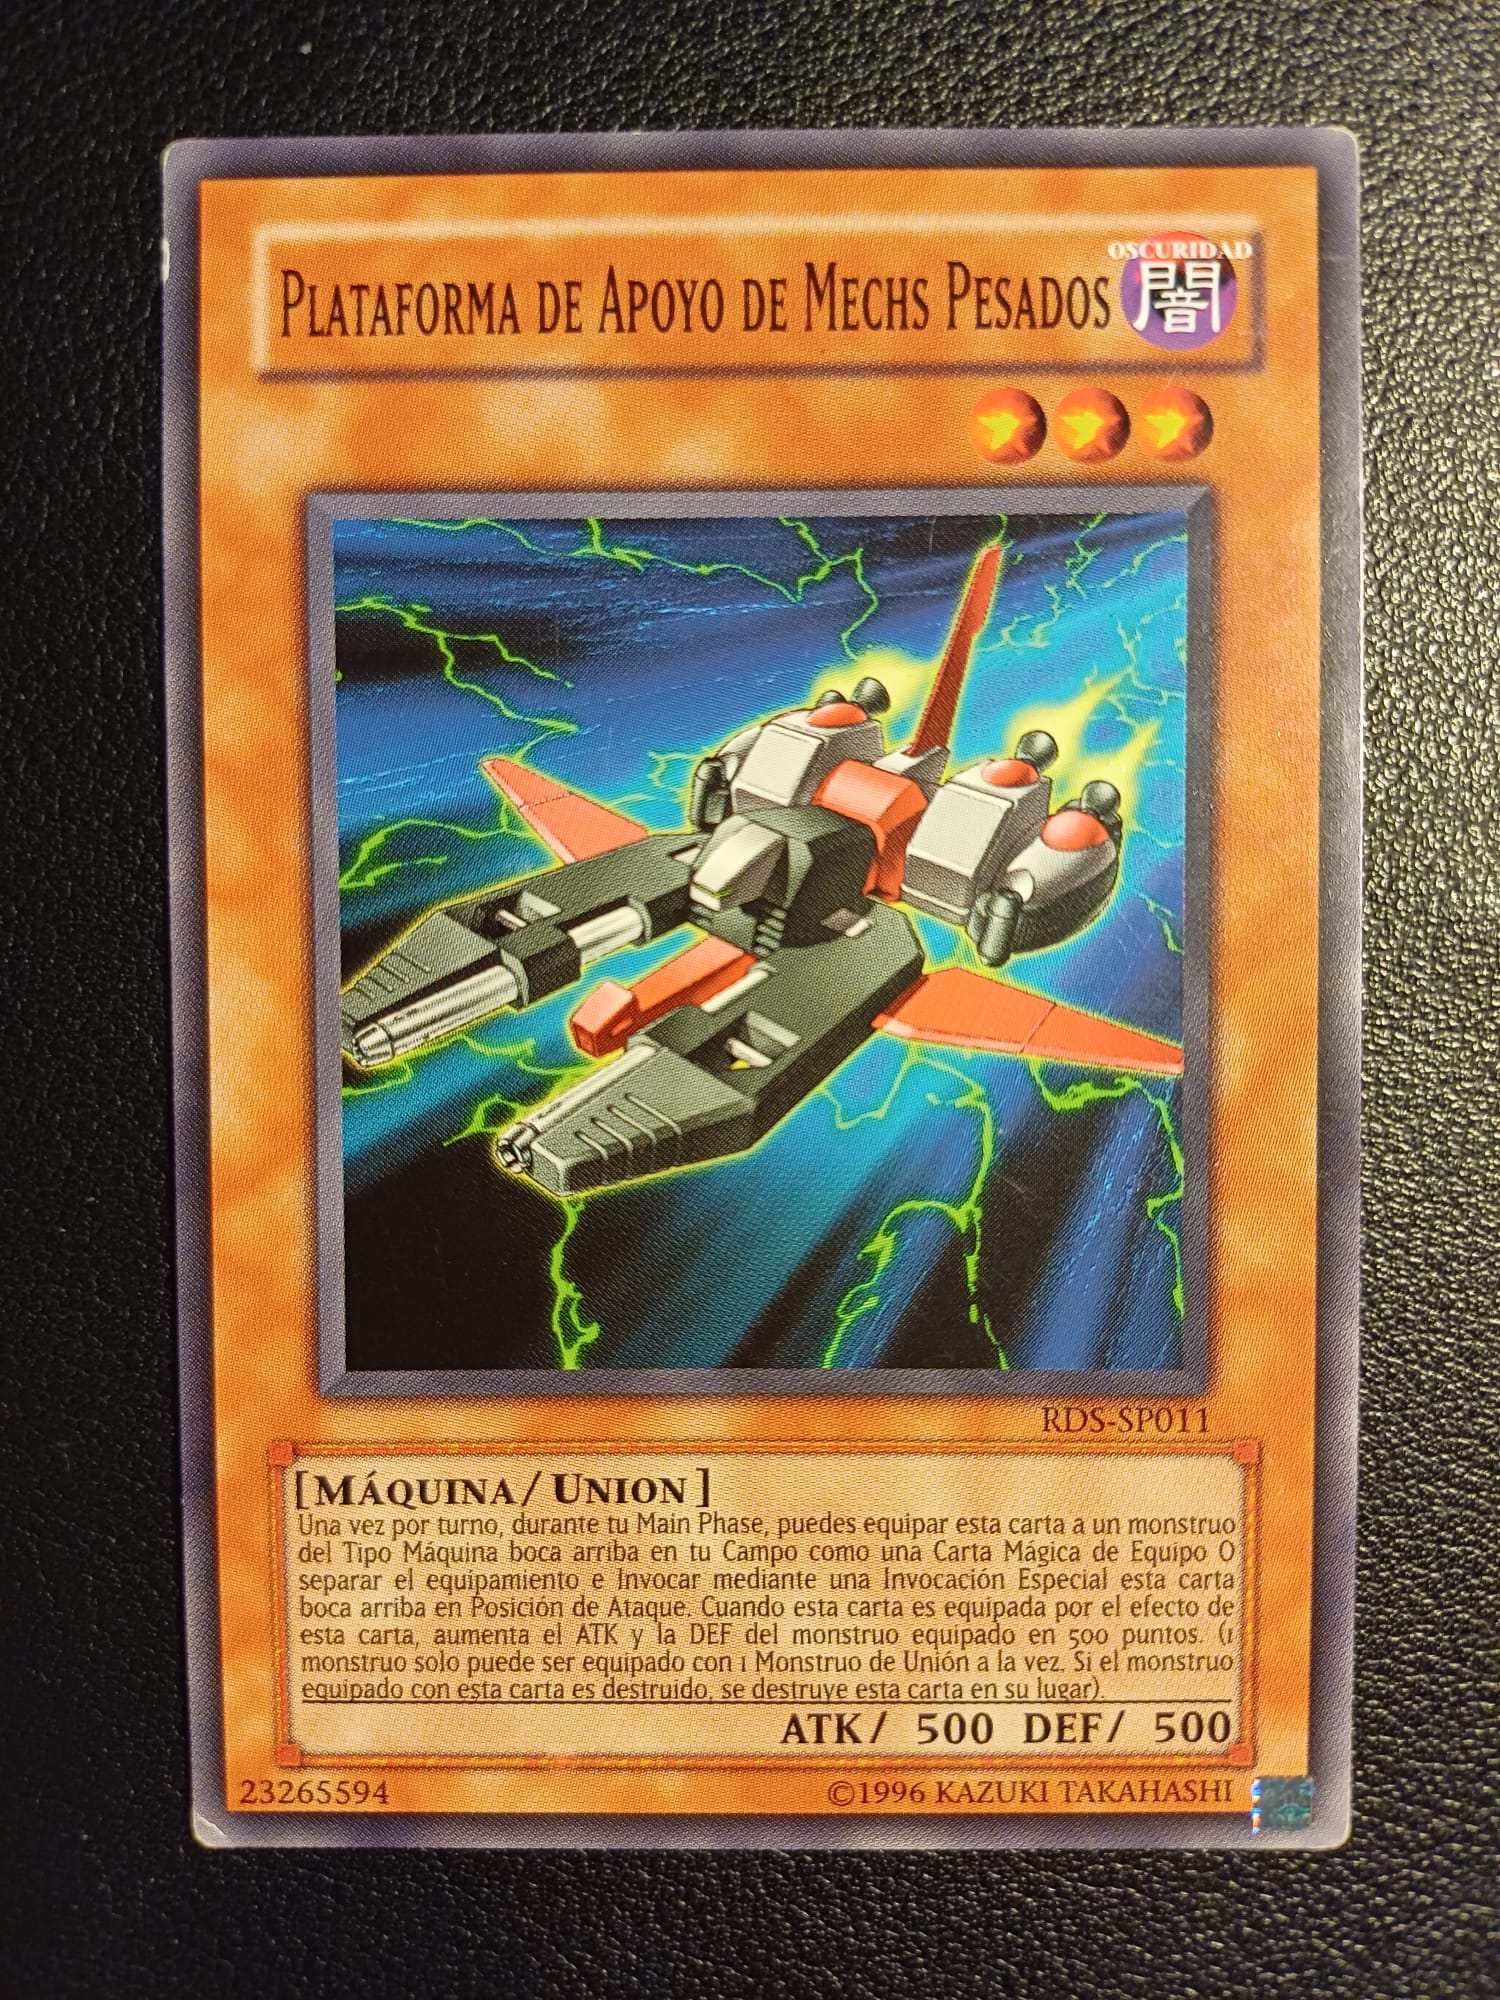 PLATAFORMA DE APOYO DE MECHS PESADOS
OSCURIDAD
闇
RDS-SP011
[MÁQUINA/UNION]
Una vez por turno, durante tu Main Phase, puedes equipar esta carta a un monstruo
del Tipo Máquina boca arriba en tu Campo como una Carta Mágica de Equipo O
separar el equipamiento e Invocar mediante una Invocación Especial esta carta
boca arriba en Posición de Ataque. Cuando esta carta es equipada por el efecto de
esta carta, aumenta el ATK y la DEF del monstruo equipado en 500 puntos. (1
monstruo solo puede ser equipado con 1 Monstruo de Unión a la vez. Si el monstruo
equipado con esta carta es destruido, se destruye esta carta en su lugar).
ATK/ 500 DEF/ 500
23265594
©1996 KAZUKI TAKAHASHI